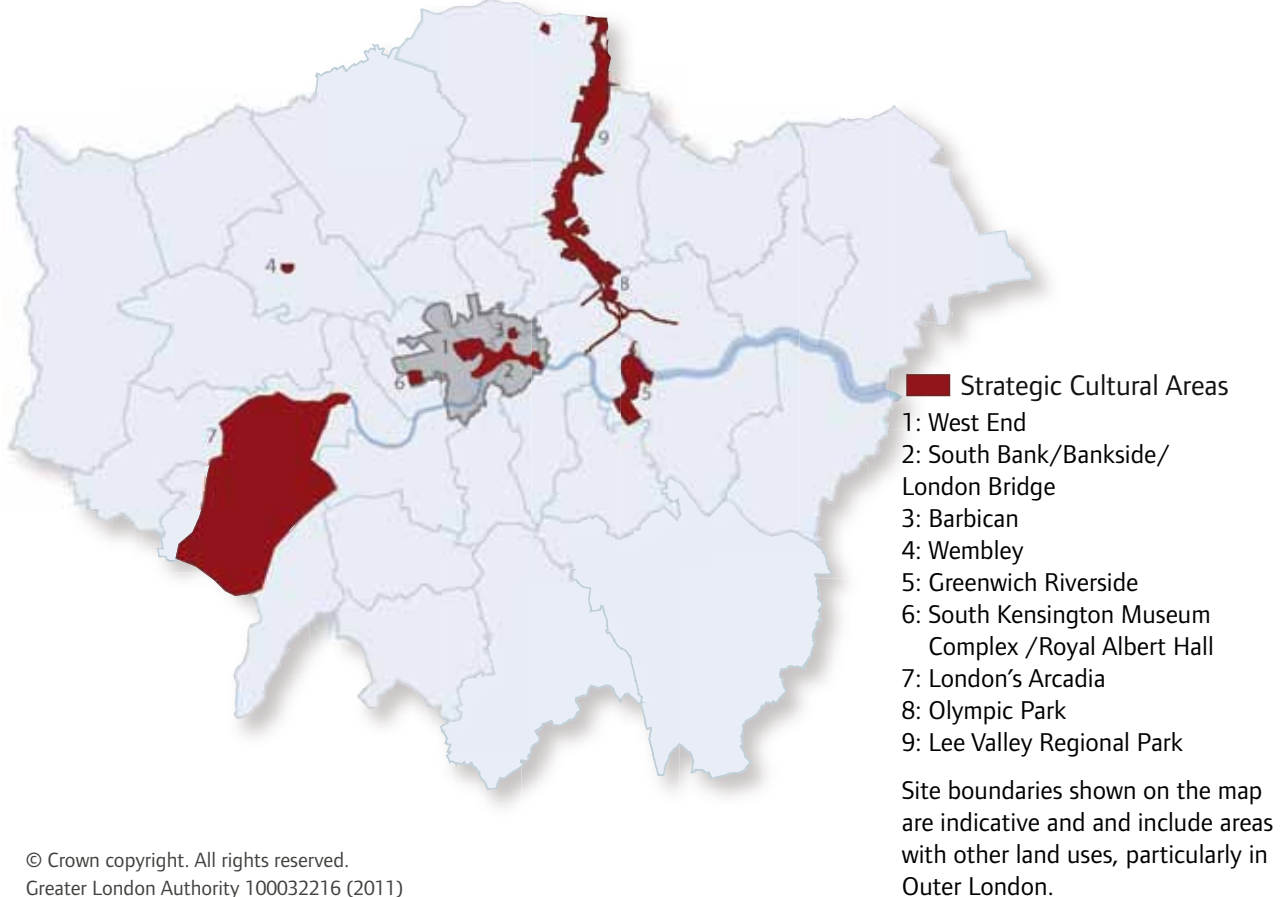 9
4
8
3
1
2
6
5
7
Strategic Cultural Areas
1: West End
2: South Bank/Bankside/
London Bridge
3: Barbican
4: Wembley
5: Greenwich Riverside
6: South Kensington Museum
Complex /Royal Albert Hall
7: London’s Arcadia
8: Olympic Park
9: Lee Valley Regional Park
Site boundaries shown on the map
are indicative and and include areas
with other land uses, particularly in
Outer London.
© Crown copyright. All rights reserved.
Greater London Authority 100032216 (2011)